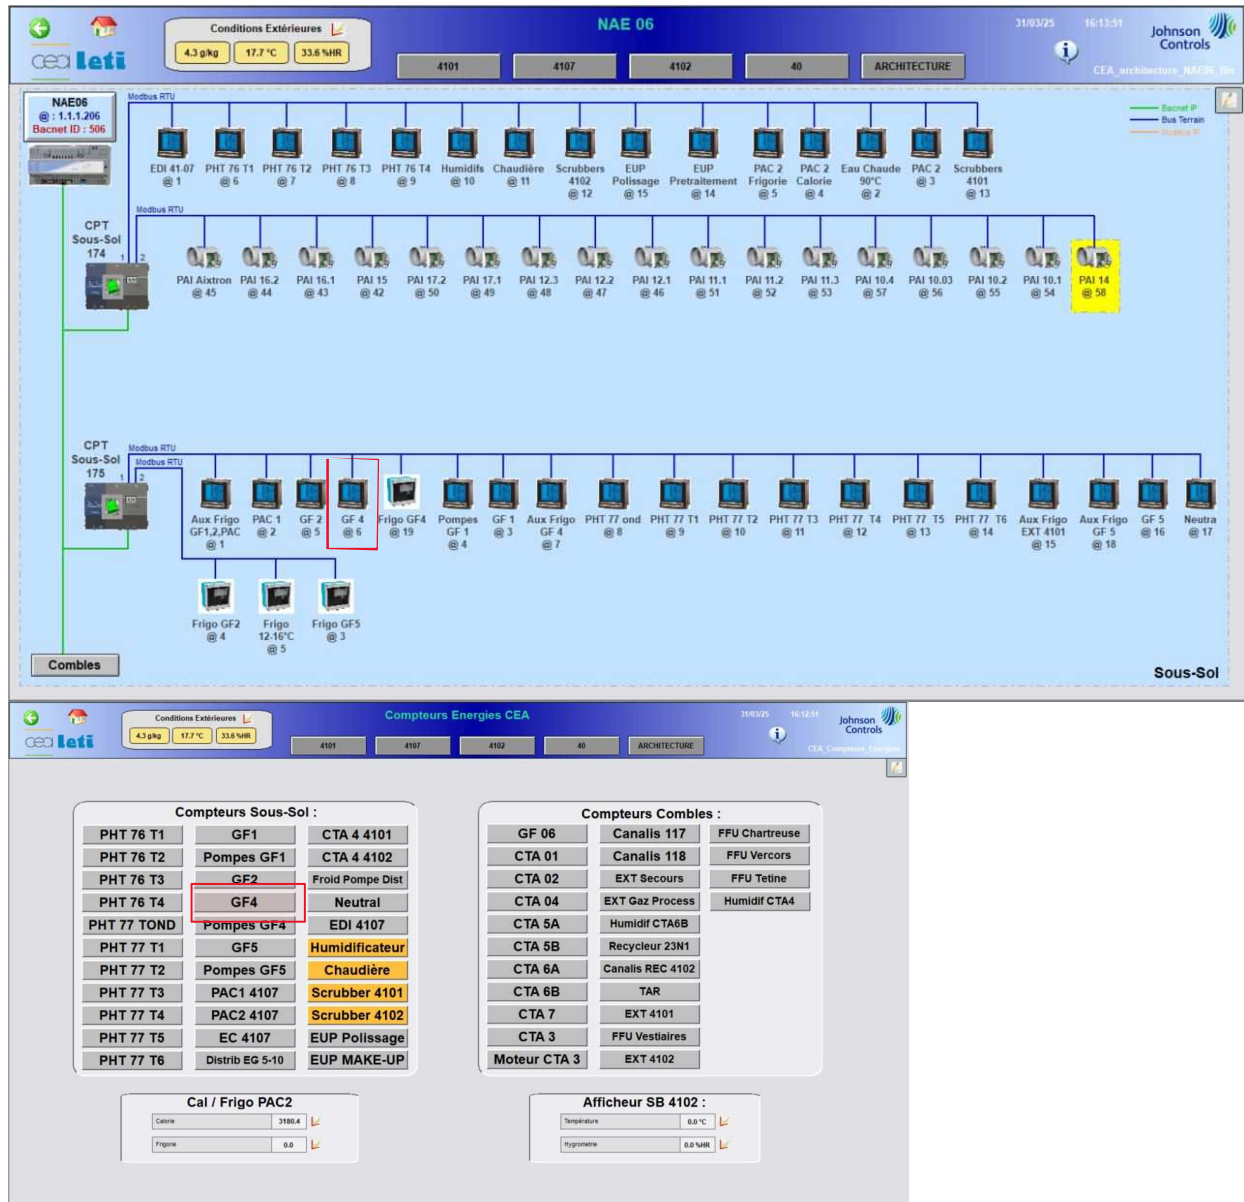 NAE 06
31/03/25 16:13:51
Conditions Extérieures
4.3 g/kg 17.7 °C 33.6 %HR
cea leti
Johnson
Controls
4101 4107 4102 40 ARCHITECTURE
NAE06
@ : 1.1.1.206
Bacnet ID : 506
Modbus RTU
Bacnet IP
Bus Terrain
Modbus IP
EDI 41-07
@ 1
PHT 76 T1
@ 6
PHT 76 T2
@ 7
PHT 76 T3
@ 8
PHT 76 T4
@ 9
Humidifs
@ 10
Chaudière
@ 11
Scrubbers
4102
@ 12
EUP
Polissage
@ 15
EUP
Pretraitement
@ 14
PAC 2
Frigorie
@ 5
PAC 2
Calorie
@ 4
Eau Chaude
90°C
@ 2
PAC 2
@ 3
Scrubbers
4101
@ 13
Modbus RTU
CPT
Sous-Sol
174
1 2
PAI Aixtron
@ 45
PAI 16.2
@ 44
PAI 16.1
@ 43
PAI 15
@ 42
PAI 17.2
@ 50
PAI 17.1
@ 49
PAI 12.3
@ 48
PAI 12.2
@ 47
PAI 12.1
@ 46
PAI 11.1
@ 51
PAI 11.2
@ 52
PAI 11.3
@ 53
PAI 10.4
@ 57
PAI 10.03
@ 56
PAI 10.2
@ 55
PAI 10.1
@ 54
PAI 14
@ 58
CPT
Sous-Sol
175
1 2
Modbus RTU
Modbus RTU
Aux Frigo
GF1,2,PAC
@ 1
PAC 1
@ 2
GF 2
@ 5
GF 4
@ 6
Frigo GF4
@ 19
Pompes
GF 1
@ 4
GF 1
@ 3
Aux Frigo
GF 4
@ 7
PHT 77 ond
@ 8
PHT 77 T1
@ 9
PHT 77 T2
@ 10
PHT 77 T3
@ 11
PHT 77 T4
@ 12
PHT 77 T5
@ 13
PHT 77 T6
@ 14
Aux Frigo
EXT 4101
@ 15
Aux Frigo
GF 5
@ 18
GF 5
@ 16
Neutra
@ 17
Frigo GF2
@ 4
Frigo
12-16°C
@ 5
Frigo GF5
@ 3
Combles
Sous-Sol
Compteurs Energies CEA
31/03/25 16:12:51
Conditions Extérieures
4.3 g/kg 17.7 °C 33.6 %HR
cea leti
Johnson
Controls
4101 4107 4102 40 ARCHITECTURE
CEA_Compteurs_Energies
Compteurs Sous-Sol :
PHT 76 T1 GF1 CTA 4 4101
PHT 76 T2 Pompes GF1 CTA 4 4102
PHT 76 T3 GF2 Froid Pompe Dist
PHT 76 T4 GF4 Neutral
PHT 77 TOND Pompes GF4 EDI 4107
PHT 77 T1 GF5 Humidificateur
PHT 77 T2 Pompes GF5 Chaudière
PHT 77 T3 PAC1 4107 Scrubber 4101
PHT 77 T4 PAC2 4107 Scrubber 4102
PHT 77 T5 EC 4107 EUP Polissage
PHT 77 T6 Distrib EG 5-10 EUP MAKE-UP
Compteurs Combles :
GF 06 Canalis 117 FFU Chartreuse
CTA 01 Canalis 118 FFU Vercors
CTA 02 EXT Secours FFU Tetine
CTA 04 EXT Gaz Process Humidif CTA4
CTA 5A Humidif CTA6B
CTA 5B Recycleur 23N1
CTA 6A Canalis REC 4102
CTA 6B TAR
CTA 7 EXT 4101
CTA 3 FFU Vestiaires
Moteur CTA 3 EXT 4102
Cal / Frigo PAC2
Calorie 3180.4
Frigorie 0.0
Afficheur SB 4102 :
Température 0.0 °C
Hygrometrie 0.0 %HR